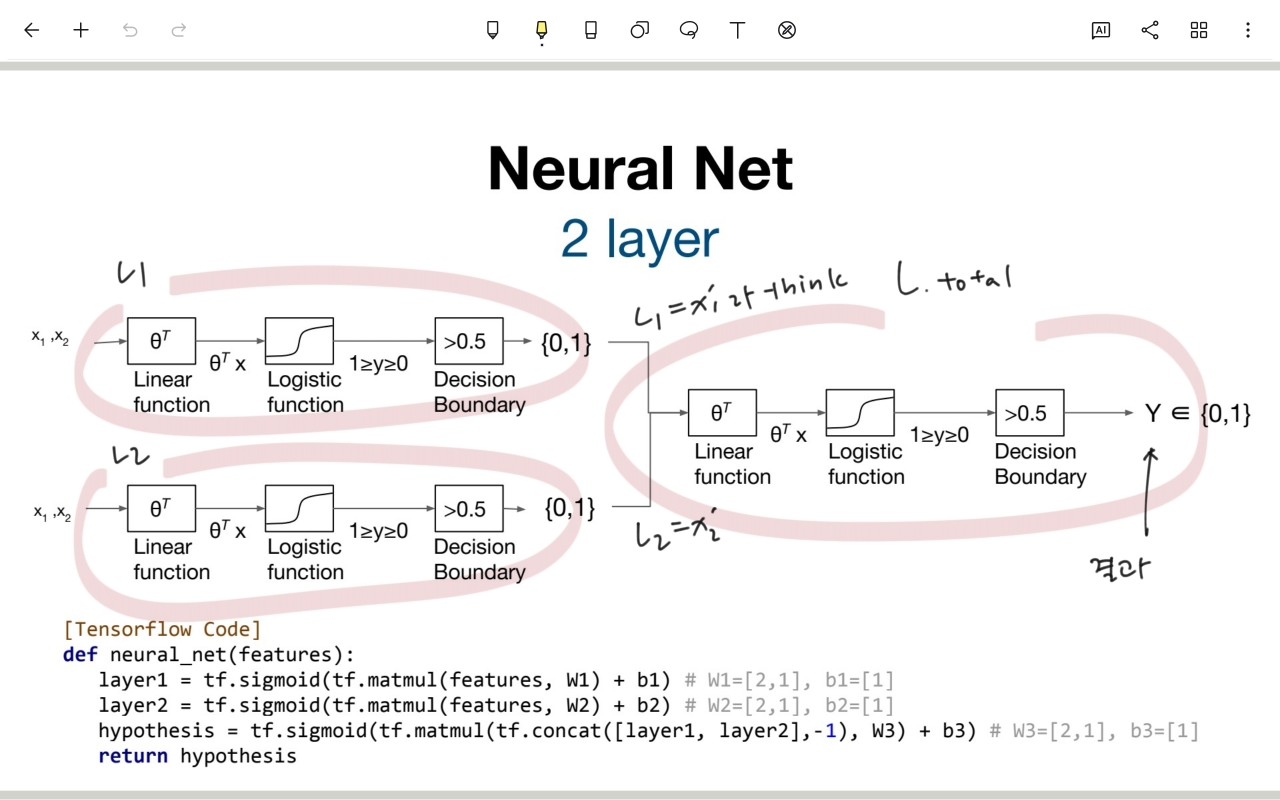 AI
Neural Net
2 layer
L1
L1 = x1' 라 think
L. total
x1 ,x2
θᵀ
θᵀ x
1≥y≥0
>0.5
{0,1}
Linear function
Logistic function
Decision Boundary
θᵀ
θᵀ x
1≥y≥0
>0.5
Y ∈ {0,1}
Linear function
Logistic function
Decision Boundary
L2
x1 ,x2
θᵀ
θᵀ x
1≥y≥0
>0.5
{0,1}
Linear function
Logistic function
Decision Boundary
L2 = x2'
결과
[Tensorflow Code]
def neural_net(features):
layer1 = tf.sigmoid(tf.matmul(features, W1) + b1) # W1=[2,1], b1=[1]
layer2 = tf.sigmoid(tf.matmul(features, W2) + b2) # W2=[2,1], b2=[1]
hypothesis = tf.sigmoid(tf.matmul(tf.concat([layer1, layer2],-1), W3) + b3) # W3=[2,1], b3=[1]
return hypothesis